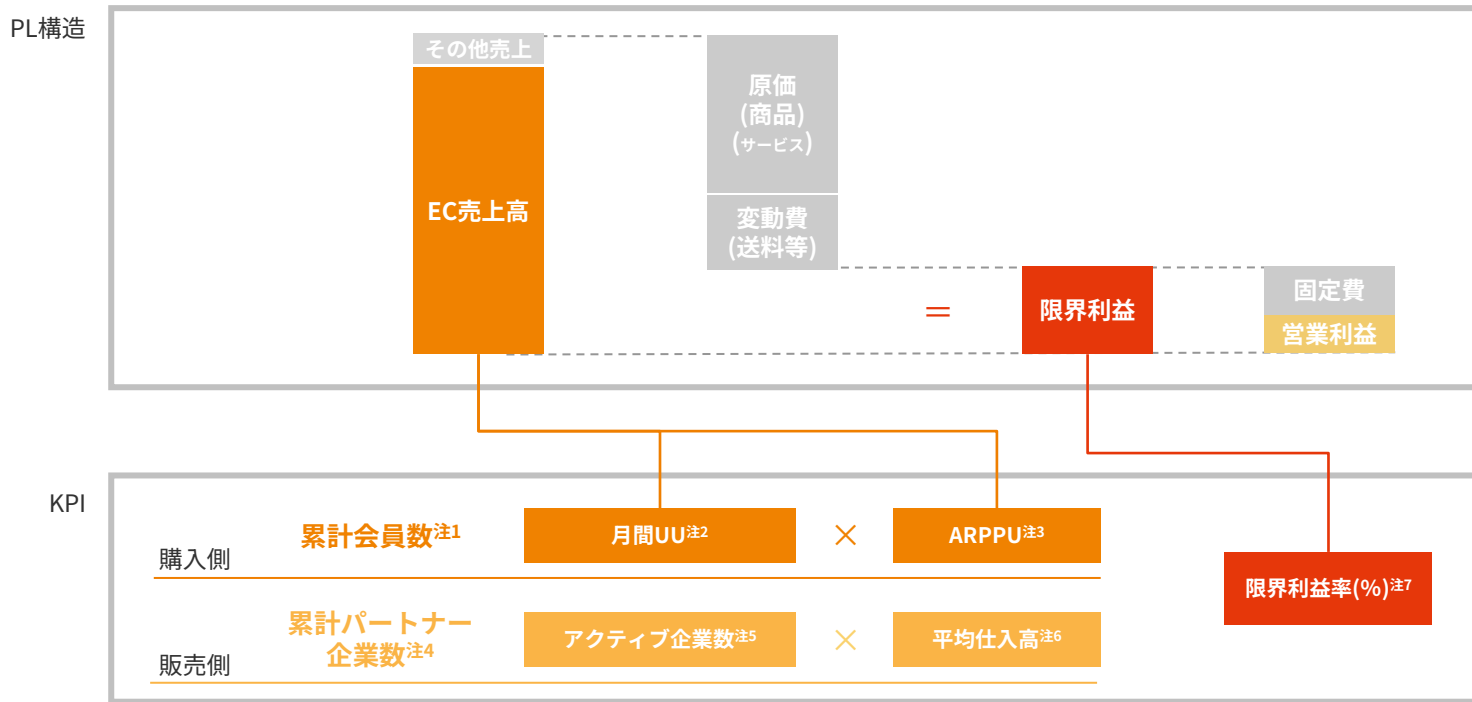 PL構造
その他売上
EC売上高
原価
(商品)
(サービス)
変動費
(送料等)
＝
限界利益
固定費
営業利益
KPI
購入側
累計会員数注1
月間UU注2
×
ARPPU注3
限界利益率(%)注7
販売側
累計パートナー
企業数注4
アクティブ企業数注5
×
平均仕入高注6